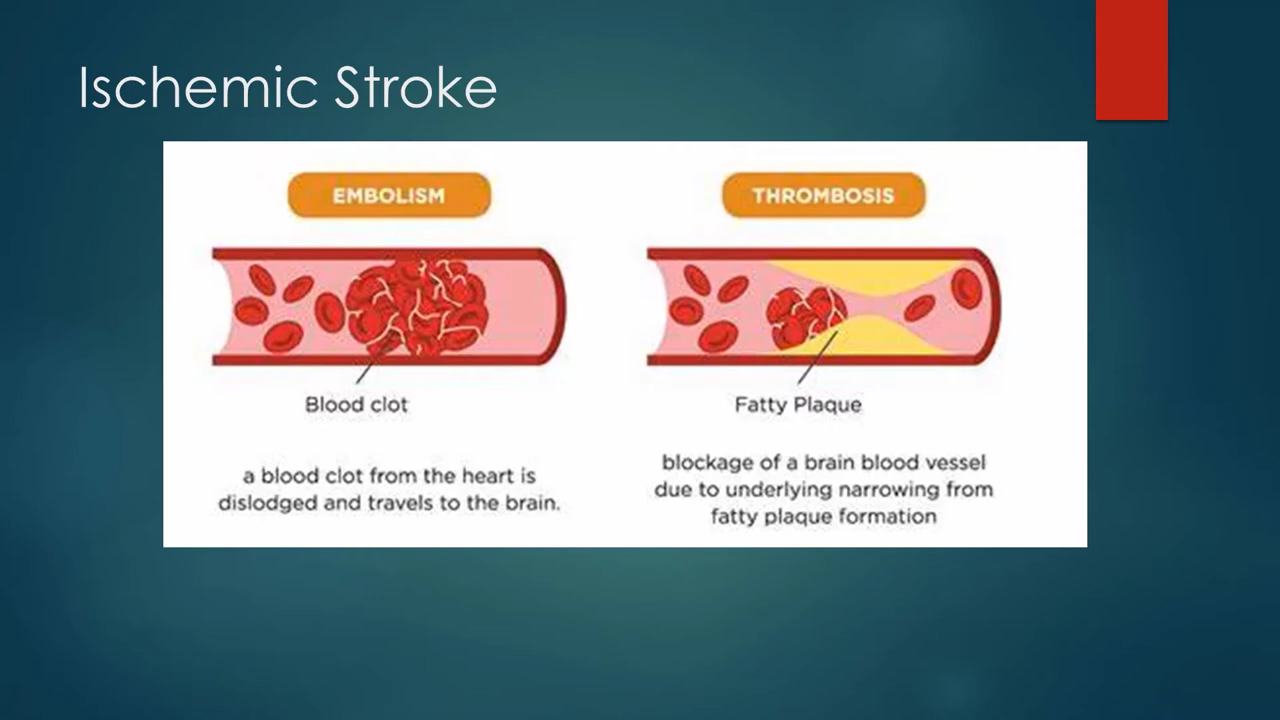 Ischemic Stroke
EMBOLISM
Blood clot
a blood clot from the heart is
dislodged and travels to the brain.
THROMBOSIS
Fatty Plaque
blockage of a brain blood vessel
due to underlying narrowing from
fatty plaque formation